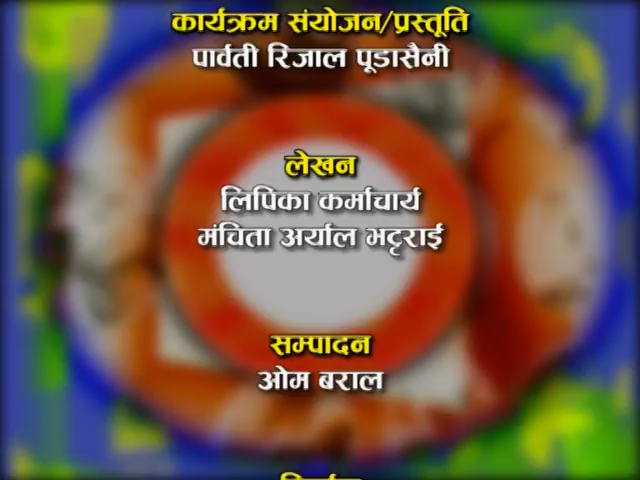 कार्यक्रम संयोजन/प्रस्तूति
पार्वती रिजाल पूडासैनी
लेखन
लिपिका कर्माचार्य
मंचिता अर्याल भट्टराई
सम्पादन
ओम बराल